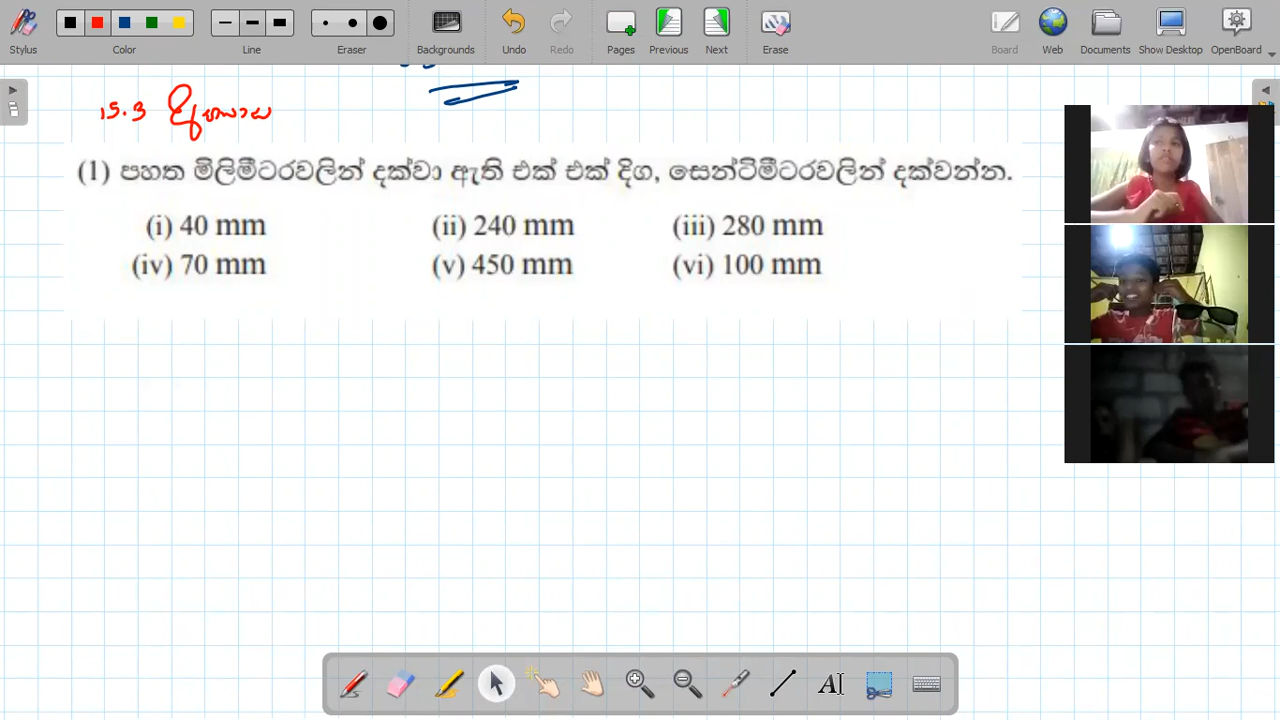 Stylus Color Line Eraser Backgrounds Undo Redo Pages Previous Next Erase Board Web Documents Show Desktop OpenBoard
15.3
(1) පහත මිලිමීටරවලින් දක්වා ඇති එක් එක් දිග, සෙන්ටිමීටරවලින් දක්වන්න.
(i) 40 mm (ii) 240 mm (iii) 280 mm
(iv) 70 mm (v) 450 mm (vi) 100 mm